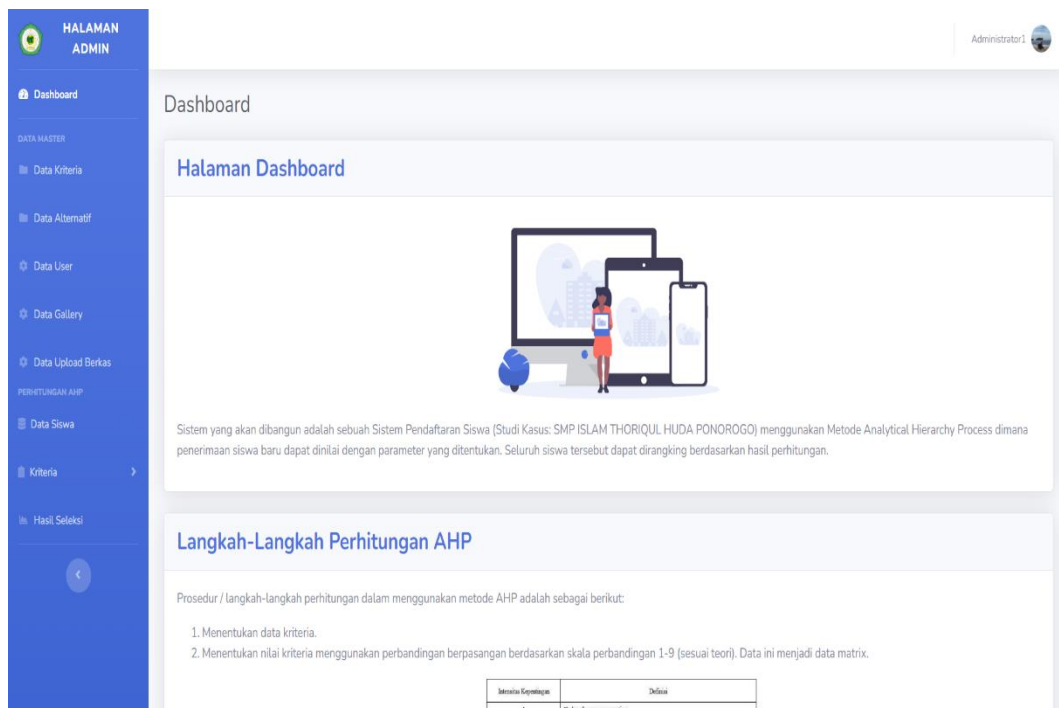 HALAMAN
ADMIN
Dashboard
DATA MASTER
Data Kriteria
Data Alternatif
Data User
Data Gallery
Data Upload Berkas
PERHITUNGAN AHP
Data Siswa
Kriteria
Hasil Seleksi
Administrator1
Dashboard
Halaman Dashboard
Sistem yang akan dibangun adalah sebuah Sistem Pendaftaran Siswa (Studi Kasus: SMP ISLAM THORIQUL HUDA PONOROGO) menggunakan Metode Analytical Hierarchy Process dimana
penerimaan siswa baru dapat dinilai dengan parameter yang ditentukan. Seluruh siswa tersebut dapat dirangking berdasarkan hasil perhitungan.
Langkah-Langkah Perhitungan AHP
Prosedur / langkah-langkah perhitungan dalam menggunakan metode AHP adalah sebagai berikut:
1. Menentukan data kriteria.
2. Menentukan nilai kriteria menggunakan perbandingan berpasangan berdasarkan skala perbandingan 1-9 (sesuai teori). Data ini menjadi data matrix.
Intensitas Kepentingan Definisi